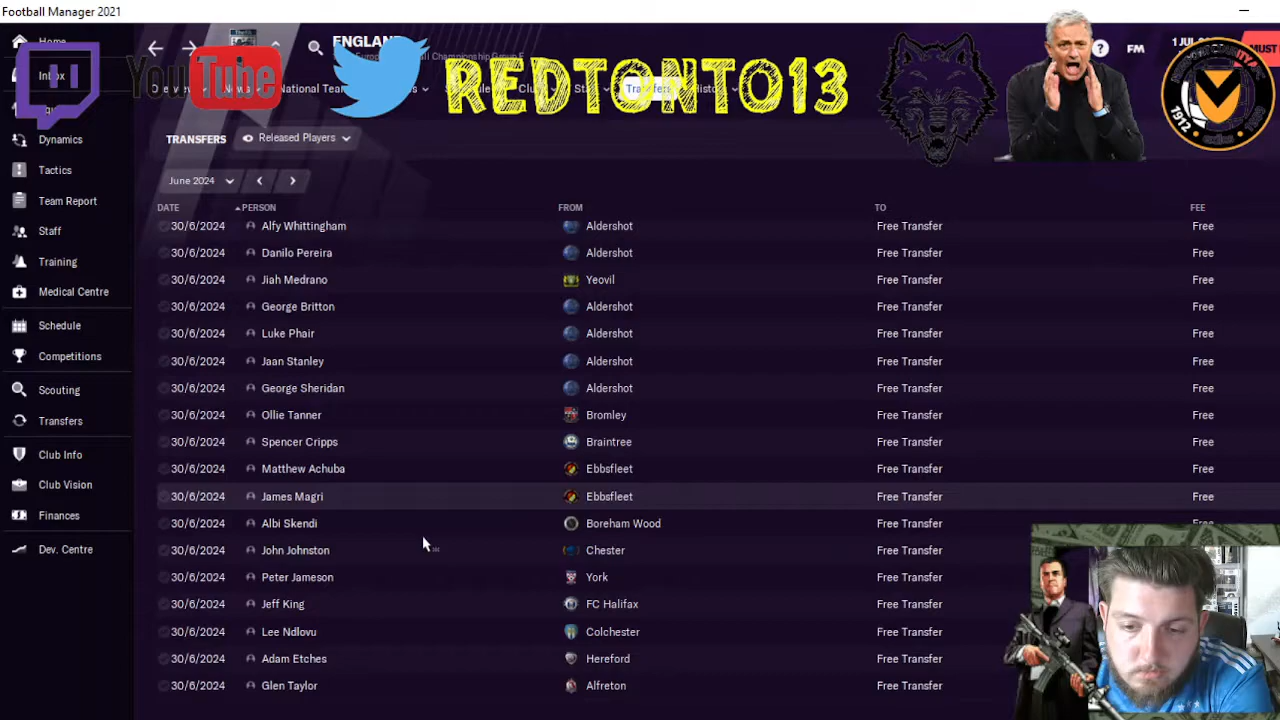 Football Manager 2021
Home
ENGLAND
FM
1 JUL
MUST
Inbox
YouTube
REDTONTO13
National
Transfers
1912
exiles
Dynamics
TRANSFERS Released Players
Tactics
June 2024
Team Report
DATE PERSON FROM TO FEE
30/6/2024 Alfy Whittingham Aldershot Free Transfer Free
Staff
30/6/2024 Danilo Pereira Aldershot Free Transfer Free
Training
30/6/2024 Jiah Medrano Yeovil Free Transfer Free
Medical Centre
30/6/2024 George Britton Aldershot Free Transfer Free
Schedule
30/6/2024 Luke Phair Aldershot Free Transfer Free
Competitions
30/6/2024 Jaan Stanley Aldershot Free Transfer Free
Scouting
30/6/2024 George Sheridan Aldershot Free Transfer Free
Transfers
30/6/2024 Ollie Tanner Bromley Free Transfer Free
30/6/2024 Spencer Cripps Braintree Free Transfer Free
Club Info
30/6/2024 Matthew Achuba Ebbsfleet Free Transfer Free
Club Vision
30/6/2024 James Magri Ebbsfleet Free Transfer Free
Finances
30/6/2024 Albi Skendi Boreham Wood Free Transfer Free
Dev. Centre
30/6/2024 John Johnston Chester Free Transfer
30/6/2024 Peter Jameson York Free Transfer
30/6/2024 Jeff King FC Halifax Free Transfer
30/6/2024 Lee Ndlovu Colchester Free Transfer
30/6/2024 Adam Etches Hereford Free Transfer
30/6/2024 Glen Taylor Alfreton Free Transfer